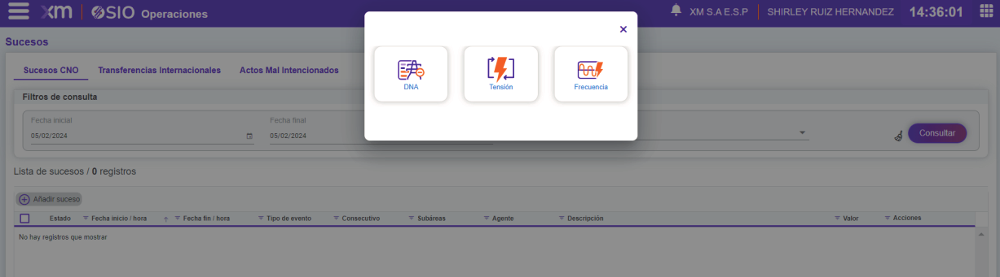 xm SIO Operaciones
XM S.A E.S.P SHIRLEY RUIZ HERNANDEZ 14:36:01
×
Sucesos
DNA Tensión Frecuencia
Sucesos CNO Transferencias Internacionales Actos Mal Intencionados
Filtros de consulta
Fecha inicial Fecha final
05/02/2024 05/02/2024 Consultar
Lista de sucesos / 0 registros
Añadir suceso
Estado Fecha inicio / hora Fecha fin / hora Tipo de evento Consecutivo Subáreas Agente Descripción Valor Acciones
No hay registros que mostrar